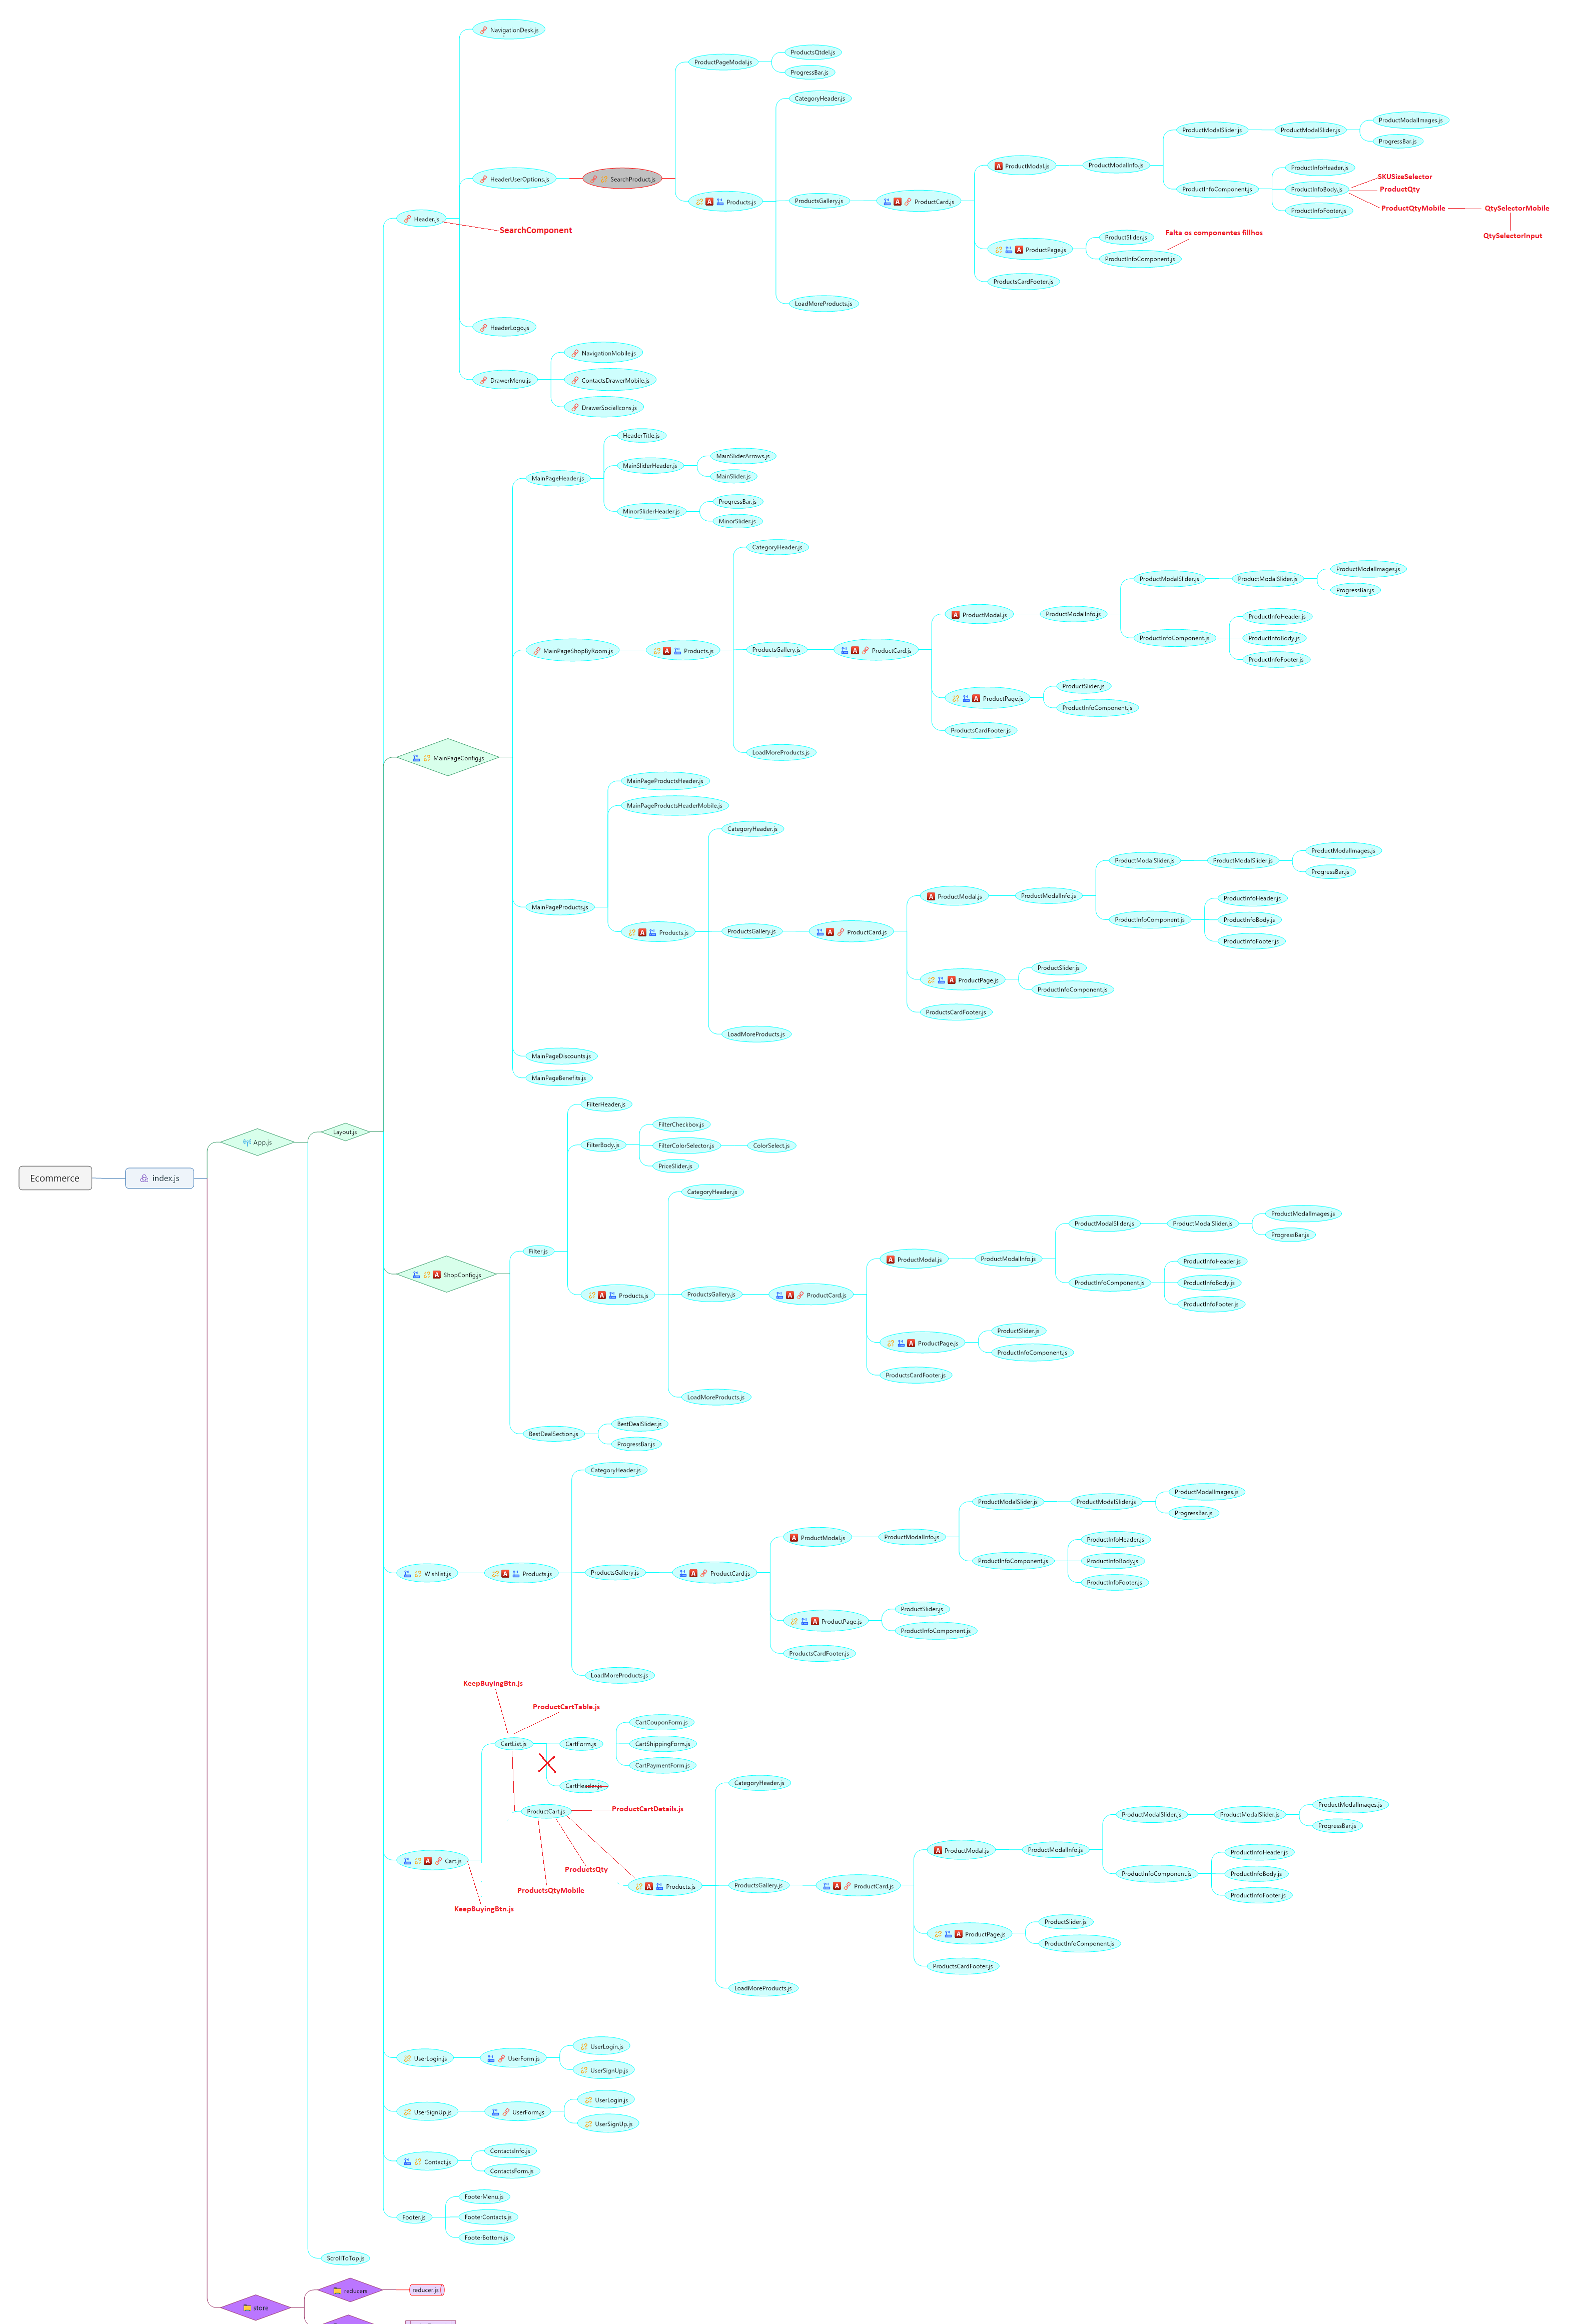 NavigationDesk.js
ProductsQtdel.js
ProductPageModal.js
ProgressBar.js
CategoryHeader.js
ProductModalImages.js
ProductModalSlider.js
ProductModalSlider.js
ProgressBar.js
ProductModal.js
ProductModalInfo.js
ProductInfoHeader.js
SKUSizeSelector
HeaderUserOptions.js
SearchProduct.js
ProductInfoComponent.js
ProductInfoBody.js
ProductQty
Products.js
ProductsGallery.js
ProductCard.js
ProductInfoFooter.js
ProductQtyMobile
QtySelectorMobile
Header.js
SearchComponent
Falta os componentes fillhos
QtySelectorInput
ProductSlider.js
ProductPage.js
ProductInfoComponent.js
ProductsCardFooter.js
LoadMoreProducts.js
HeaderLogo.js
NavigationMobile.js
DrawerMenu.js
ContactsDrawerMobile.js
DrawerSocialIcons.js
HeaderTitle.js
MainSliderArrows.js
MainSliderHeader.js
MainPageHeader.js
MainSlider.js
ProgressBar.js
MinorSliderHeader.js
MinorSlider.js
CategoryHeader.js
ProductModalImages.js
ProductModalSlider.js
ProductModalSlider.js
ProgressBar.js
ProductModal.js
ProductModalInfo.js
ProductInfoHeader.js
ProductInfoComponent.js
ProductInfoBody.js
MainPageShopByRoom.js
Products.js
ProductsGallery.js
ProductCard.js
ProductInfoFooter.js
ProductSlider.js
ProductPage.js
ProductInfoComponent.js
ProductsCardFooter.js
LoadMoreProducts.js
MainPageConfig.js
MainPageProductsHeader.js
MainPageProductsHeaderMobile.js
CategoryHeader.js
ProductModalImages.js
ProductModalSlider.js
ProductModalSlider.js
ProgressBar.js
ProductModal.js
ProductModalInfo.js
ProductInfoHeader.js
MainPageProducts.js
ProductInfoComponent.js
ProductInfoBody.js
Products.js
ProductsGallery.js
ProductCard.js
ProductInfoFooter.js
ProductSlider.js
ProductPage.js
ProductInfoComponent.js
ProductsCardFooter.js
LoadMoreProducts.js
MainPageDiscounts.js
MainPageBenefits.js
FilterHeader.js
FilterCheckbox.js
Layout.js
App.js
FilterBody.js
FilterColorSelector.js
ColorSelect.js
PriceSlider.js
Ecommerce
index.js
CategoryHeader.js
ProductModalImages.js
ProductModalSlider.js
ProductModalSlider.js
ProgressBar.js
Filter.js
ProductModal.js
ProductModalInfo.js
ProductInfoHeader.js
ShopConfig.js
ProductInfoComponent.js
ProductInfoBody.js
Products.js
ProductsGallery.js
ProductCard.js
ProductInfoFooter.js
ProductSlider.js
ProductPage.js
ProductInfoComponent.js
ProductsCardFooter.js
LoadMoreProducts.js
BestDealSlider.js
BestDealSection.js
ProgressBar.js
CategoryHeader.js
ProductModalImages.js
ProductModalSlider.js
ProductModalSlider.js
ProgressBar.js
ProductModal.js
ProductModalInfo.js
ProductInfoHeader.js
ProductInfoComponent.js
ProductInfoBody.js
Wishlist.js
Products.js
ProductsGallery.js
ProductCard.js
ProductInfoFooter.js
ProductSlider.js
ProductPage.js
ProductInfoComponent.js
ProductsCardFooter.js
LoadMoreProducts.js
KeepBuyingBtn.js
ProductCartTable.js
CartCouponForm.js
CartList.js
CartForm.js
CartShippingForm.js
CartPaymentForm.js
CartHeader.js
CategoryHeader.js
ProductCart.js
ProductCartDetails.js
ProductModalImages.js
ProductModalSlider.js
ProductModalSlider.js
ProgressBar.js
ProductModal.js
ProductModalInfo.js
ProductInfoHeader.js
Cart.js
ProductsQty
ProductInfoComponent.js
ProductInfoBody.js
ProductsQtyMobile
Products.js
ProductsGallery.js
ProductCard.js
ProductInfoFooter.js
KeepBuyingBtn.js
ProductSlider.js
ProductPage.js
ProductInfoComponent.js
ProductsCardFooter.js
LoadMoreProducts.js
UserLogin.js
UserLogin.js
UserForm.js
UserSignUp.js
UserLogin.js
UserSignUp.js
UserForm.js
UserSignUp.js
ContactsInfo.js
Contact.js
ContactsForm.js
FooterMenu.js
Footer.js
FooterContacts.js
FooterBottom.js
ScrollToTop.js
reducers
reducer.js
store